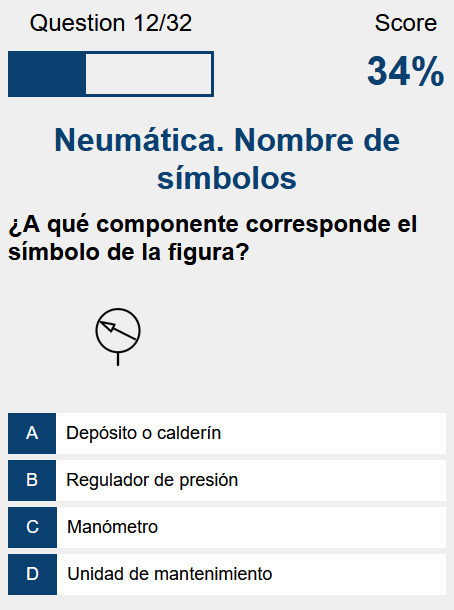 Question 12/32
Score
34%
Neumática. Nombre de
símbolos
¿A qué componente corresponde el
símbolo de la figura?
A Depósito o calderín
B Regulador de presión
C Manómetro
D Unidad de mantenimiento